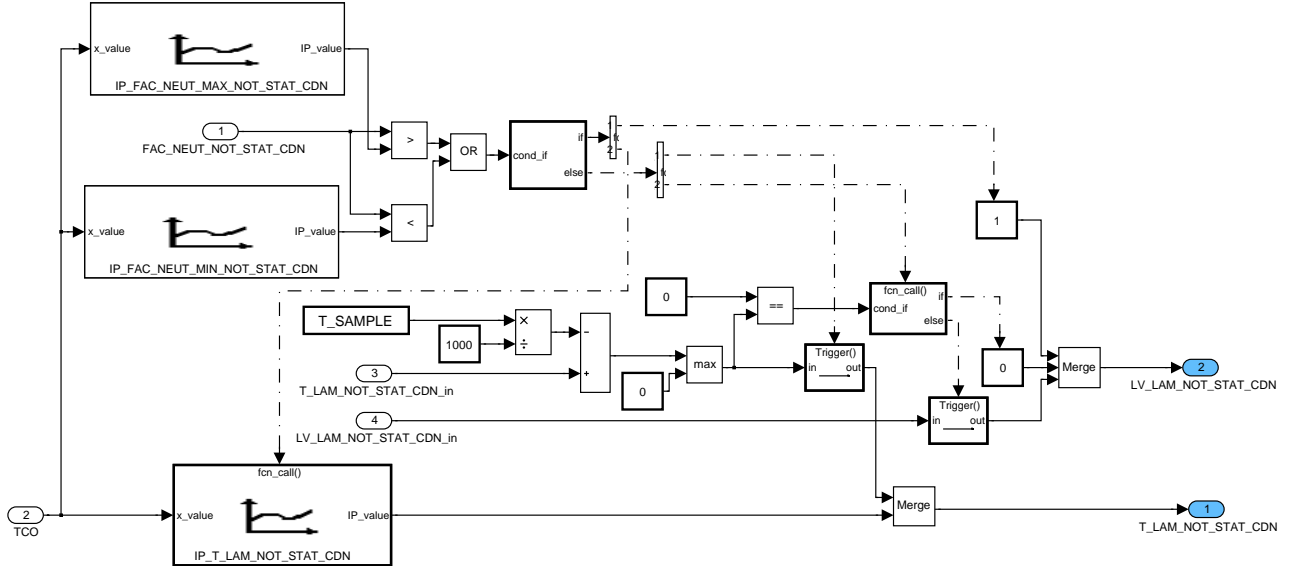 x_value
IP_value
IP_FAC_NEUT_MAX_NOT_STAT_CDN
1
FAC_NEUT_NOT_STAT_CDN
>
OR
cond_if
if
else
1
2
1
2
x_value
IP_value
IP_FAC_NEUT_MIN_NOT_STAT_CDN
<
1
0
==
fcn_call()
cond_if
if
else
T_SAMPLE
1000
×
÷
−
+
3
T_LAM_NOT_STAT_CDN_in
0
max
Trigger()
in
out
0
Merge
2
LV_LAM_NOT_STAT_CDN
4
LV_LAM_NOT_STAT_CDN_in
Trigger()
in
out
fcn_call()
2
TCO
x_value
IP_value
IP_T_LAM_NOT_STAT_CDN
Merge
1
T_LAM_NOT_STAT_CDN